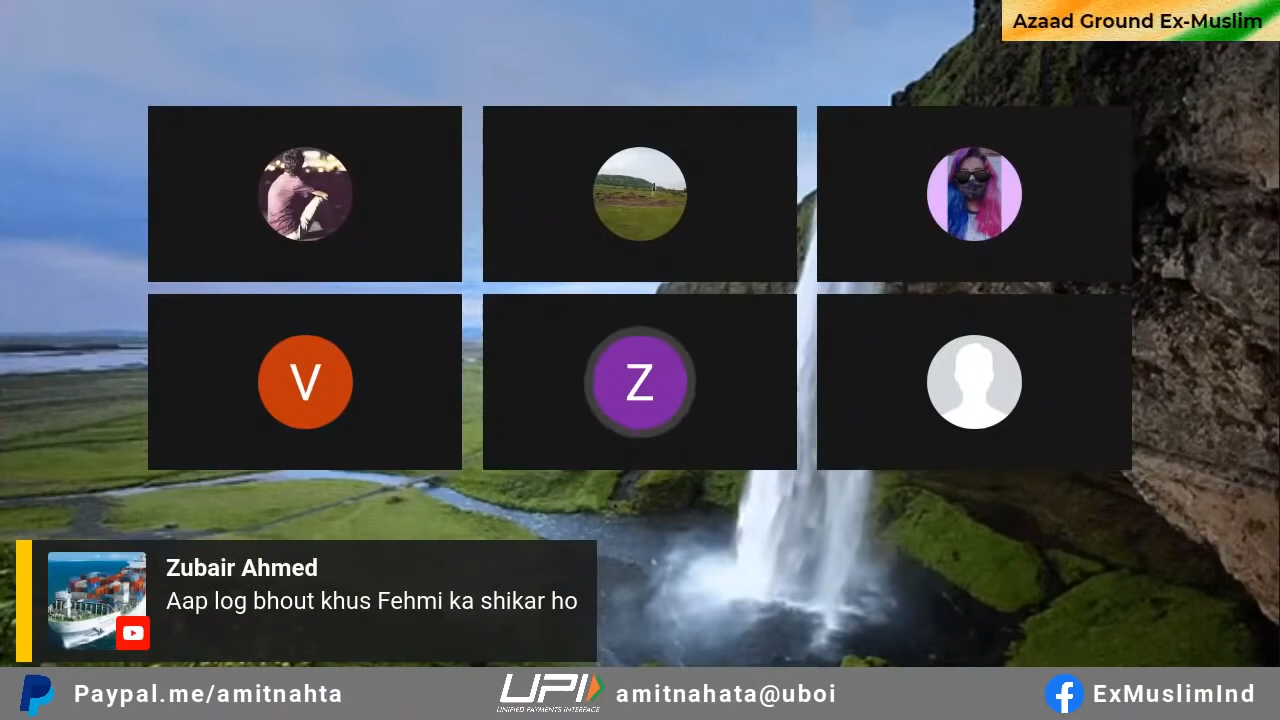 Azaad Ground Ex-Muslim
V
Z
Zubair Ahmed
Aap log bhout khus Fehmi ka shikar ho
Paypal.me/amitnahta
UPI
UNIFIED PAYMENTS INTERFACE
amitnahata@uboi
ExMuslimInd